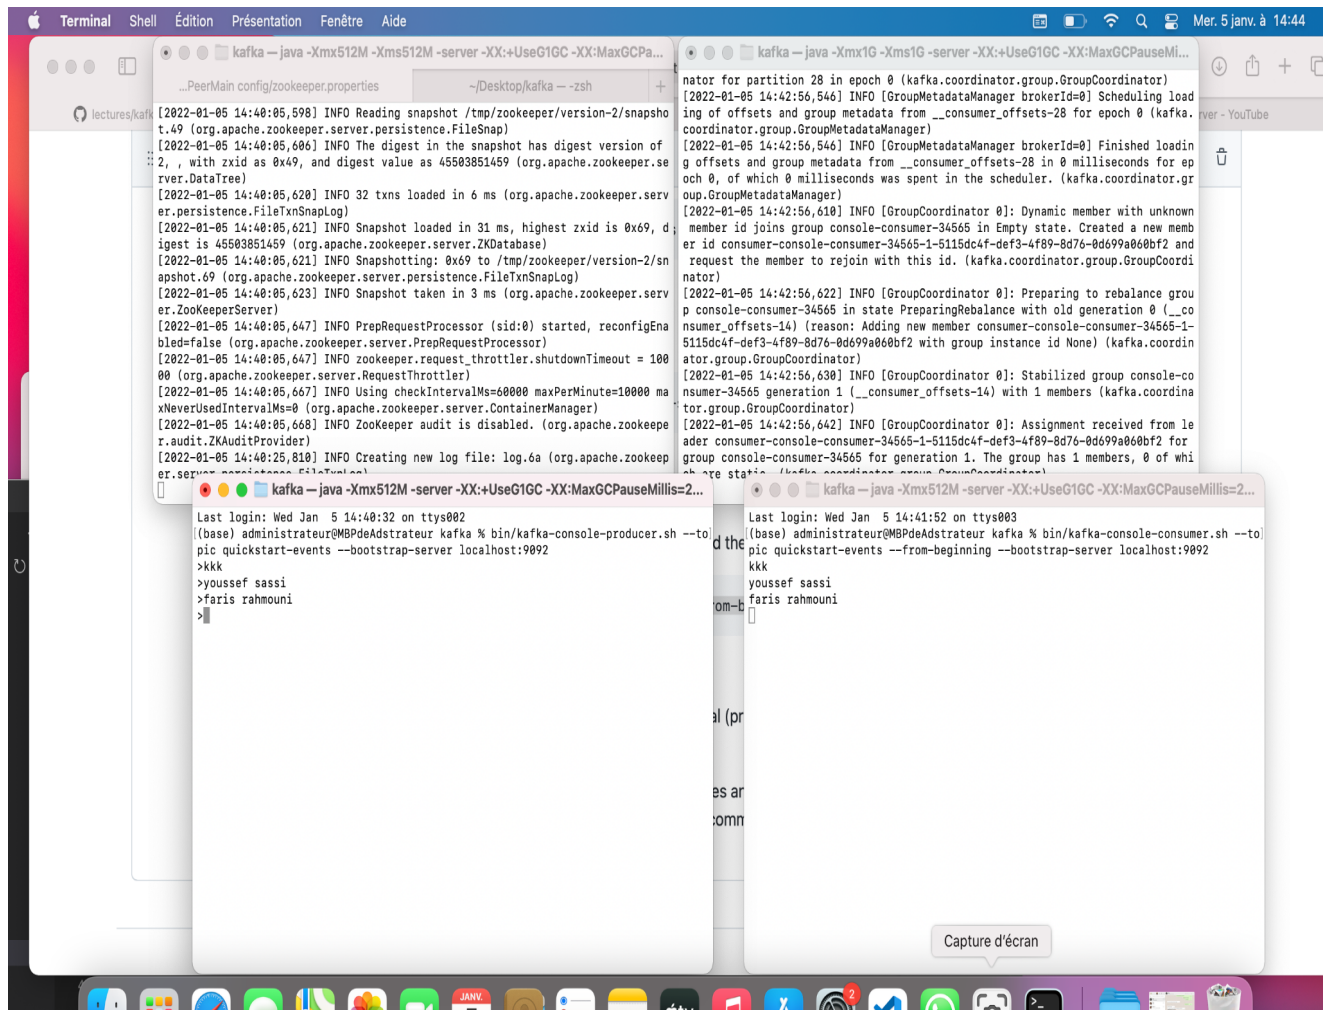 Terminal Shell Édition Présentation Fenêtre Aide
Mer. 5 janv. à 14:44
kafka — java -Xmx512M -Xms512M -server -XX:+UseG1GC -XX:MaxGCPa...
...PeerMain config/zookeeper.properties
~/Desktop/kafka — -zsh
[2022-01-05 14:40:05,598] INFO Reading snapshot /tmp/zookeeper/version-2/snapsho
t.49 (org.apache.zookeeper.server.persistence.FileSnap)
[2022-01-05 14:40:05,606] INFO The digest in the snapshot has digest version of
2, , with zxid as 0x49, and digest value as 45503851459 (org.apache.zookeeper.se
rver.DataTree)
[2022-01-05 14:40:05,620] INFO 32 txns loaded in 6 ms (org.apache.zookeeper.serv
er.persistence.FileTxnSnapLog)
[2022-01-05 14:40:05,621] INFO Snapshot loaded in 31 ms, highest zxid is 0x69, d
igest is 45503851459 (org.apache.zookeeper.server.ZKDatabase)
[2022-01-05 14:40:05,621] INFO Snapshotting: 0x69 to /tmp/zookeeper/version-2/sn
apshot.69 (org.apache.zookeeper.server.persistence.FileTxnSnapLog)
[2022-01-05 14:40:05,623] INFO Snapshot taken in 3 ms (org.apache.zookeeper.serv
er.ZooKeeperServer)
[2022-01-05 14:40:05,647] INFO PrepRequestProcessor (sid:0) started, reconfigEna
bled=false (org.apache.zookeeper.server.PrepRequestProcessor)
[2022-01-05 14:40:05,647] INFO zookeeper.request_throttler.shutdownTimeout = 100
00 (org.apache.zookeeper.server.RequestThrottler)
[2022-01-05 14:40:05,667] INFO Using checkIntervalMs=60000 maxPerMinute=10000 ma
xNeverUsedIntervalMs=0 (org.apache.zookeeper.server.ContainerManager)
[2022-01-05 14:40:05,668] INFO ZooKeeper audit is disabled. (org.apache.zookeepe
r.audit.ZKAuditProvider)
[2022-01-05 14:40:25,810] INFO Creating new log file: log.6a (org.apache.zookeep
er.server.persistence.FileTxnLog)
kafka — java -Xmx1G -Xms1G -server -XX:+UseG1GC -XX:MaxGCPauseMi...
nator for partition 28 in epoch 0 (kafka.coordinator.group.GroupCoordinator)
[2022-01-05 14:42:56,546] INFO [GroupMetadataManager brokerId=0] Scheduling load
ing of offsets and group metadata from __consumer_offsets-28 for epoch 0 (kafka.
coordinator.group.GroupMetadataManager)
[2022-01-05 14:42:56,546] INFO [GroupMetadataManager brokerId=0] Finished loadin
g offsets and group metadata from __consumer_offsets-28 in 0 milliseconds for ep
och 0, of which 0 milliseconds was spent in the scheduler. (kafka.coordinator.gr
oup.GroupMetadataManager)
[2022-01-05 14:42:56,610] INFO [GroupCoordinator 0]: Dynamic member with unknown
member id joins group console-consumer-34565 in Empty state. Created a new memb
er id consumer-console-consumer-34565-1-5115dc4f-def3-4f89-8d76-0d699a060bf2 and
request the member to rejoin with this id. (kafka.coordinator.group.GroupCoordi
nator)
[2022-01-05 14:42:56,622] INFO [GroupCoordinator 0]: Preparing to rebalance grou
p console-consumer-34565 in state PreparingRebalance with old generation 0 (__co
nsumer_offsets-14) (reason: Adding new member consumer-console-consumer-34565-1-
5115dc4f-def3-4f89-8d76-0d699a060bf2 with group instance id None) (kafka.coordin
ator.group.GroupCoordinator)
[2022-01-05 14:42:56,630] INFO [GroupCoordinator 0]: Stabilized group console-co
nsumer-34565 generation 1 (__consumer_offsets-14) with 1 members (kafka.coordina
tor.group.GroupCoordinator)
[2022-01-05 14:42:56,642] INFO [GroupCoordinator 0]: Assignment received from le
ader consumer-console-consumer-34565-1-5115dc4f-def3-4f89-8d76-0d699a060bf2 for
group console-consumer-34565 for generation 1. The group has 1 members, 0 of whi
ch are static. (kafka.coordinator.group.GroupCoordinator)
lectures/kafk
rver - YouTube
kafka — java -Xmx512M -server -XX:+UseG1GC -XX:MaxGCPauseMillis=2...
Last login: Wed Jan  5 14:40:32 on ttys002
(base) administrateur@MBPdeAdstrateur kafka % bin/kafka-console-producer.sh --to
pic quickstart-events --bootstrap-server localhost:9092
>kkk
>youssef sassi
>faris rahmouni
>
d the
rom-b
al (pr
es ar
comm
kafka — java -Xmx512M -server -XX:+UseG1GC -XX:MaxGCPauseMillis=2...
Last login: Wed Jan  5 14:41:52 on ttys003
(base) administrateur@MBPdeAdstrateur kafka % bin/kafka-console-consumer.sh --to
pic quickstart-events --from-beginning --bootstrap-server localhost:9092
kkk
youssef sassi
faris rahmouni
Capture d'écran
JANV.
2